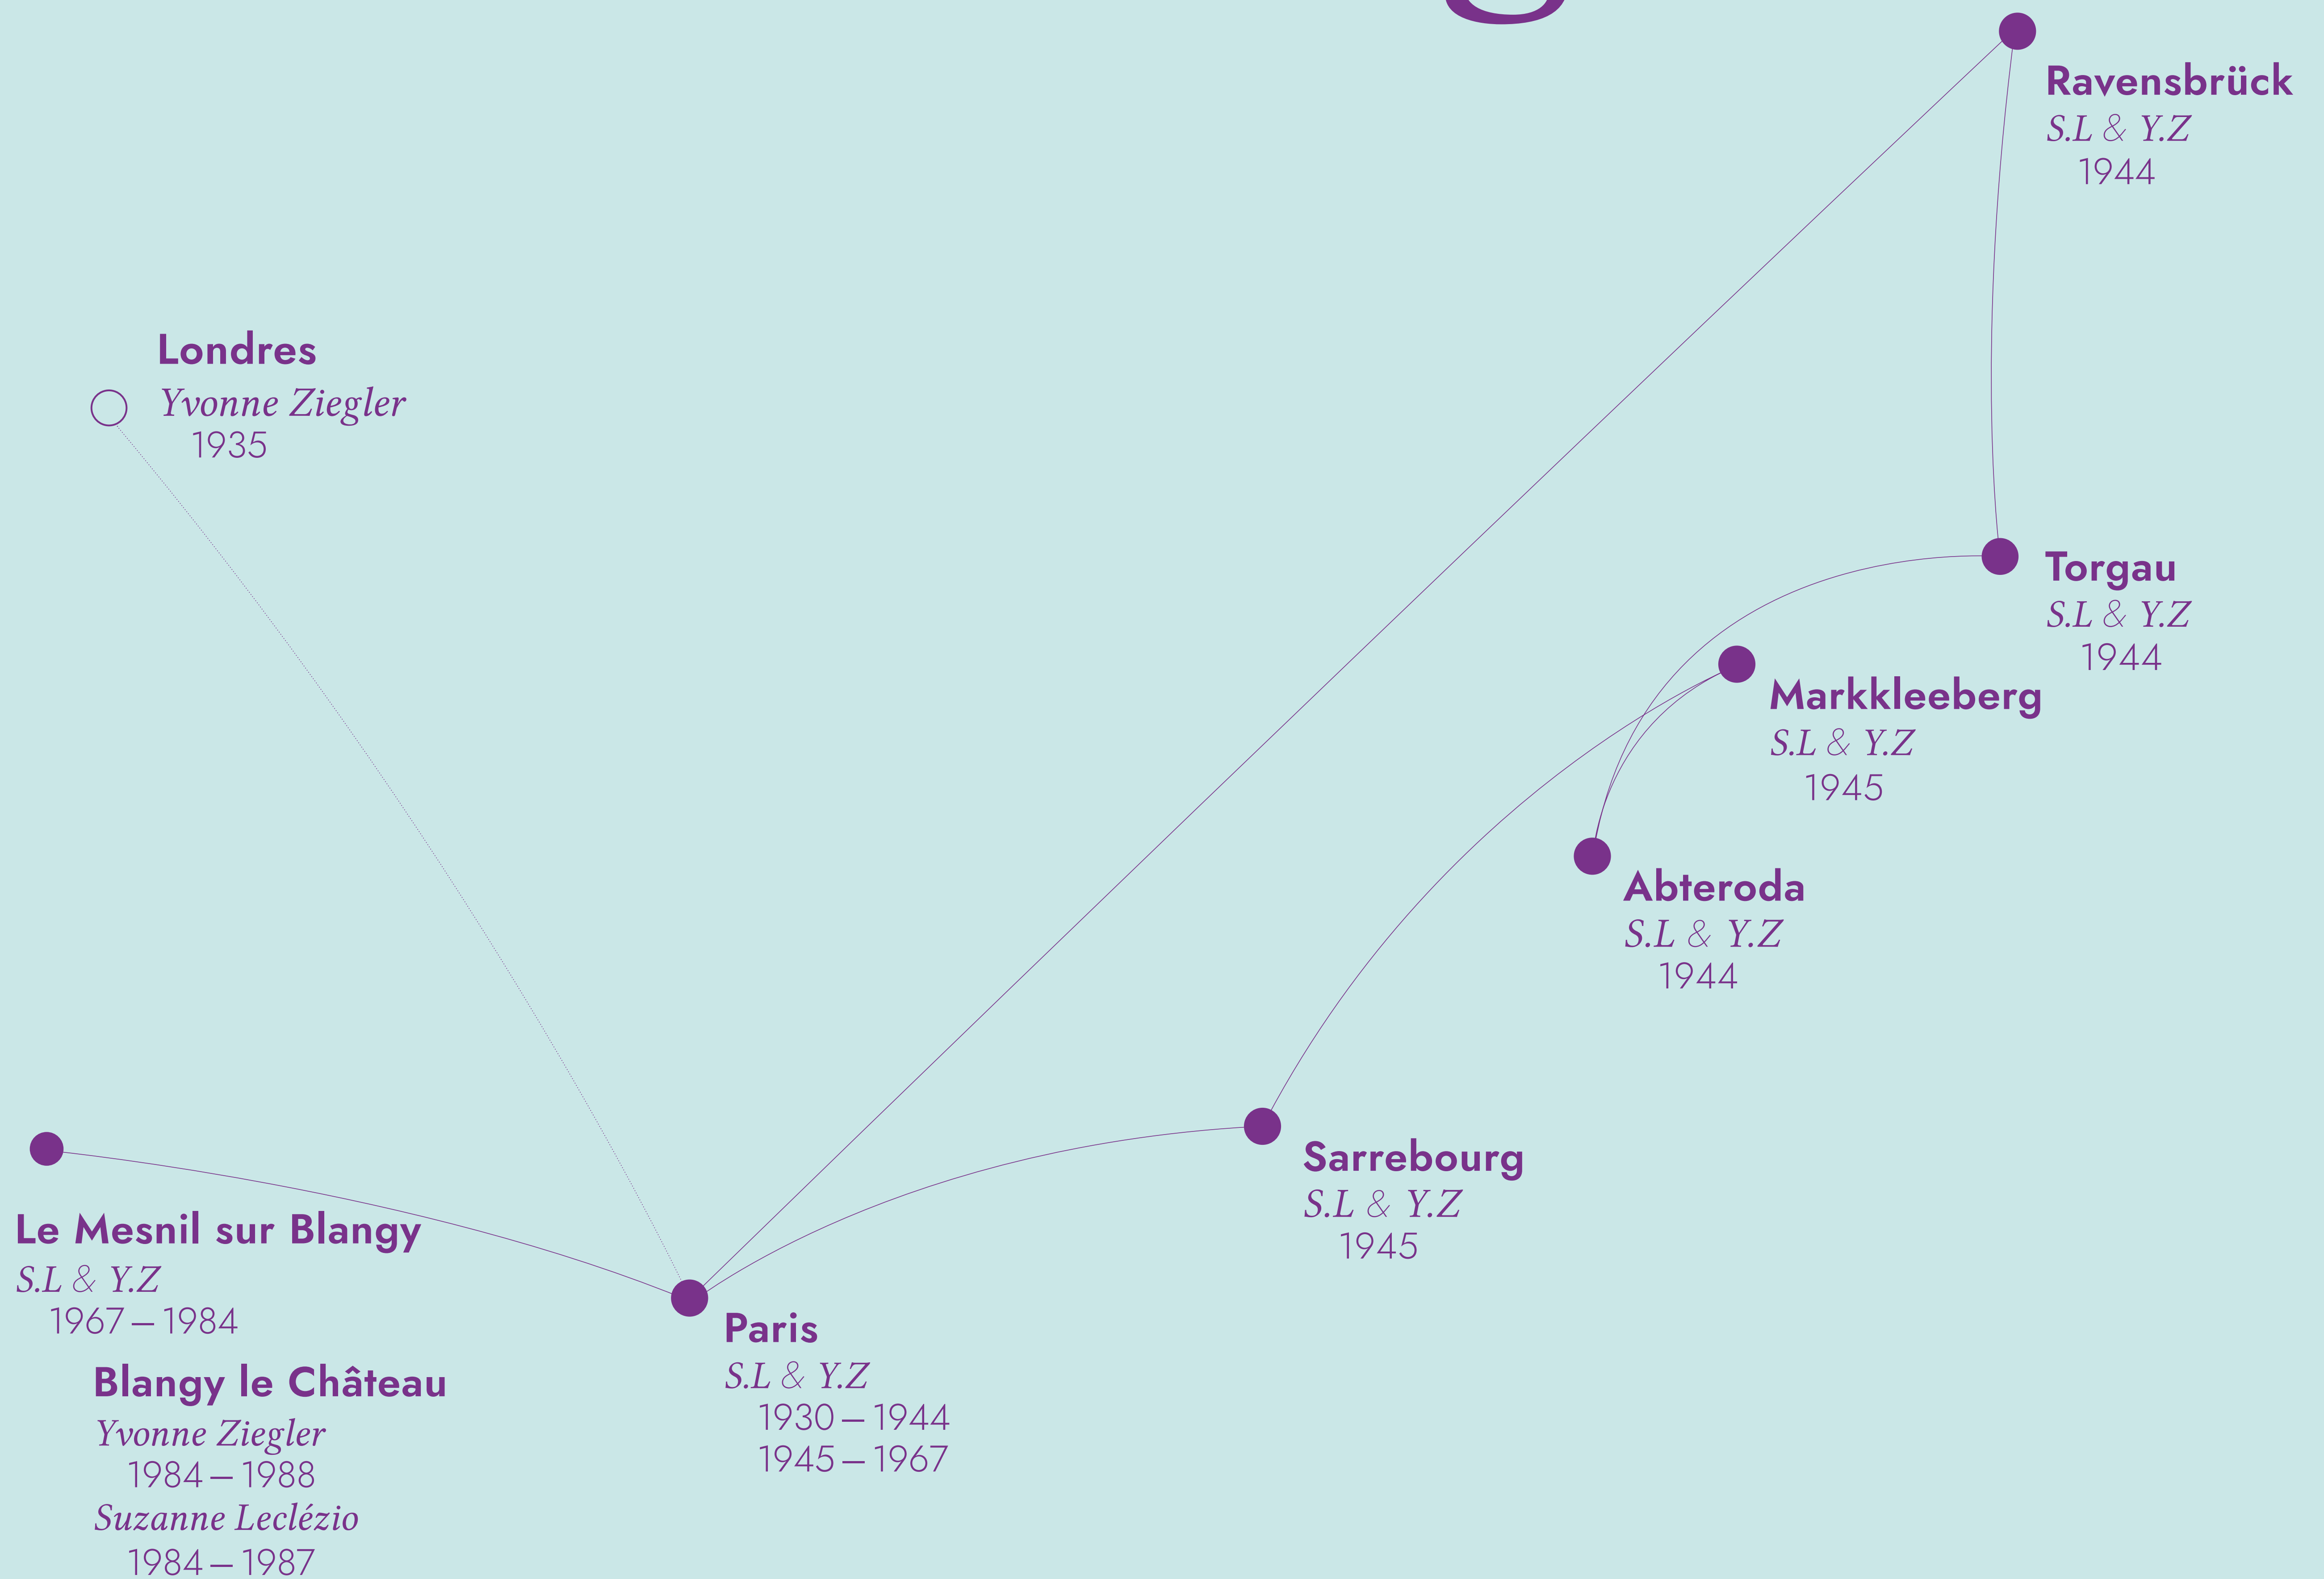 Ravensbrück
S.L & Y.Z
1944
Londres
Yvonne Ziegler
1935
Torgau
S.L & Y.Z
1944
Markkleeberg
S.L & Y.Z
1945
Abteroda
S.L & Y.Z
1944
Sarrebourg
S.L & Y.Z
1945
Le Mesnil sur Blangy
S.L & Y.Z
1967 – 1984
Paris
S.L & Y.Z
1930 – 1944
1945 – 1967
Blangy le Château
Yvonne Ziegler
1984 – 1988
Suzanne Leclézio
1984 – 1987